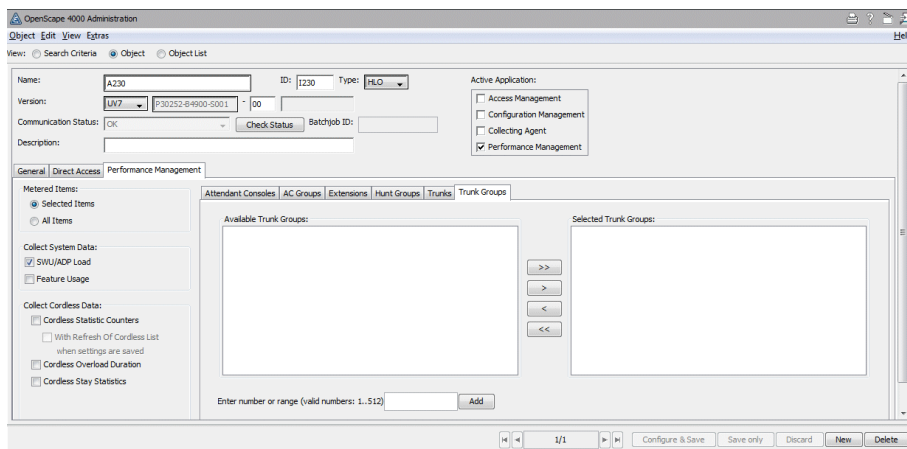 OpenScape 4000 Administration
Object Edit View Extras Hel
View: Search Criteria Object Object List
Name: A230 ID: I230 Type: HLO Active Application:
Version: UV7 P30252-B4900-S001 - 00 Access Management
Configuration Management
Communication Status: OK Check Status Batchjob ID: Collecting Agent
Description: Performance Management
General Direct Access Performance Management
Metered Items: Attendant Consoles AC Groups Extensions Hunt Groups Trunks Trunk Groups
Selected Items
All Items Available Trunk Groups: Selected Trunk Groups:
Collect System Data:
SWU/ADP Load >>
Feature Usage >
Collect Cordless Data: <
Cordless Statistic Counters <<
With Refresh Of Cordless List
when settings are saved
Cordless Overload Duration
Cordless Stay Statistics
Enter number or range (valid numbers: 1..512) Add
1/1 Configure & Save Save only Discard New Delete